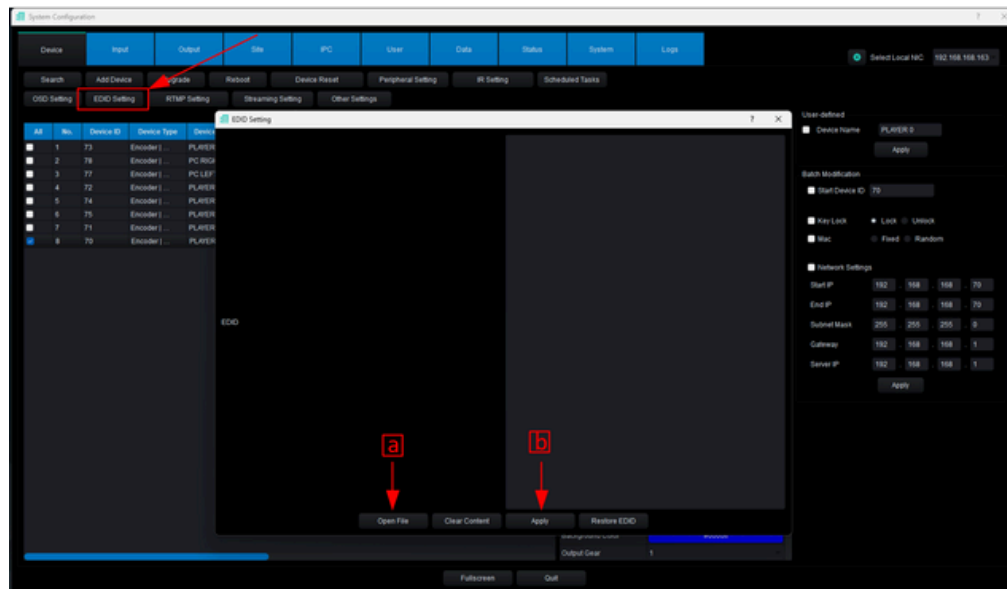 System Configuration
Device Input Output Site IPC User Data Status System Logs
Select Local NIC 192.168.168.163
Search Add Device Upgrade Reboot Device Reset Peripheral Setting IR Setting Scheduled Tasks
OSD Setting EDID Setting RTMP Setting Streaming Setting Other Settings
EDID Setting
All No. Device ID Device Type Device
1 73 Encoder | ... PLAYER
2 78 Encoder | ... PC RIG
3 77 Encoder | ... PC LEF
4 72 Encoder | ... PLAYER
5 74 Encoder | ... PLAYER
6 75 Encoder | ... PLAYER
7 71 Encoder | ... PLAYER
8 70 Encoder | ... PLAYER
EDID
a
b
Open File Clear Content Apply Restore EDID
User-defined
Device Name PLAYER 0
Apply
Batch Modification
Start Device ID 70
Key Lock Lock Unlock
Mac Fixed Random
Network Settings
Start IP 192 . 168 . 168 . 70
End IP 192 . 168 . 168 . 70
Subnet Mask 255 . 255 . 255 . 0
Gateway 192 . 168 . 168 . 1
Server IP 192 . 168 . 168 . 1
Apply
Background Color
Output Gear 1
Fullscreen Quit